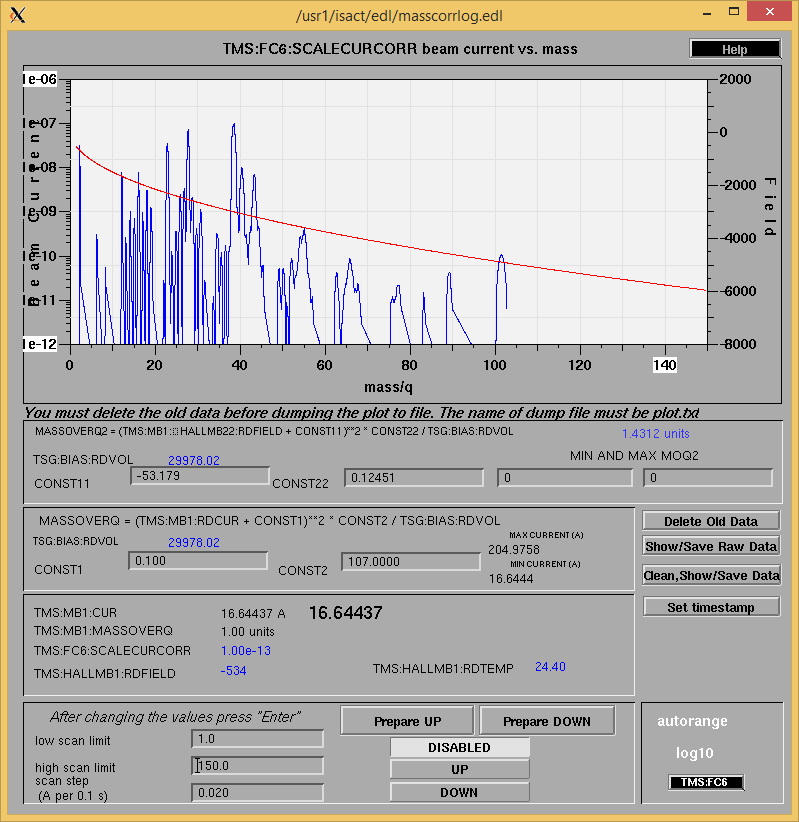 /usr1/isact/edl/masscorrlog.edl
TMS:FC6:SCALECURCORR beam current vs. mass
Help
1e-06
1e-07
1e-08
1e-09
1e-10
1e-11
1e-12
Beam Current
2000
0
-2000
-4000
-6000
-8000
Field
0 20 40 60 80 100 120 140
mass/q
You must delete the old data before dumping the plot to file. The name of dump file must be plot.txt
MASSOVERQ2 = (TMS:MB1: HALLMB22:RDFIELD + CONST11)**2 * CONST22 / TSG:BIAS:RDVOL
1.4312 units
TSG:BIAS:RDVOL 29978.02
MIN AND MAX MOQ2
CONST11 -53.179 CONST22 0.12451 0 0
MASSOVERQ = (TMS:MB1:RDCUR + CONST1)**2 * CONST2 / TSG:BIAS:RDVOL
TSG:BIAS:RDVOL 29978.02
MAX CURRENT (A)
204.9758
MIN CURRENT (A)
16.6444
CONST1 0.100 CONST2 107.0000
Delete Old Data
Show/Save Raw Data
Clean,Show/Save Data
Set timestamp
TMS:MB1:CUR 16.64437 A 16.64437
TMS:MB1:MASSOVERQ 1.00 units
TMS:FC6:SCALECURCORR 1.00e-13
TMS:HALLMB1:RDFIELD -534
TMS:HALLMB1:RDTEMP 24.40
After changing the values press "Enter"
low scan limit 1.0
high scan limit 150.0
scan step
(A per 0.1 s) 0.020
Prepare UP
Prepare DOWN
DISABLED
UP
DOWN
autorange
log10
TMS:FC6